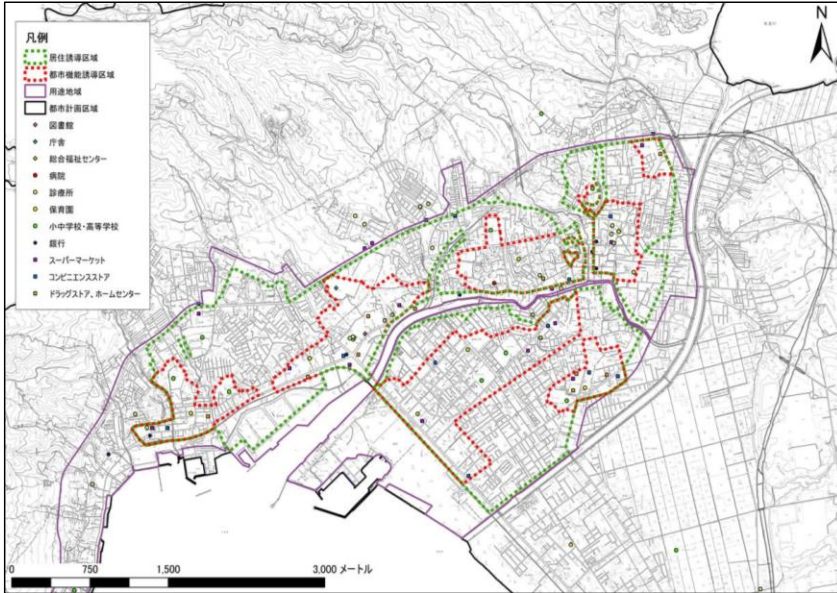 凡例
居住誘導区域
都市機能誘導区域
用途地域
都市計画区域
図書館
庁舎
総合福祉センター
病院
診療所
保育園
小中学校・高等学校
銀行
スーパーマーケット
コンビニエンスストア
ドラッグストア、ホームセンター
N
0 750 1,500 3,000 メートル